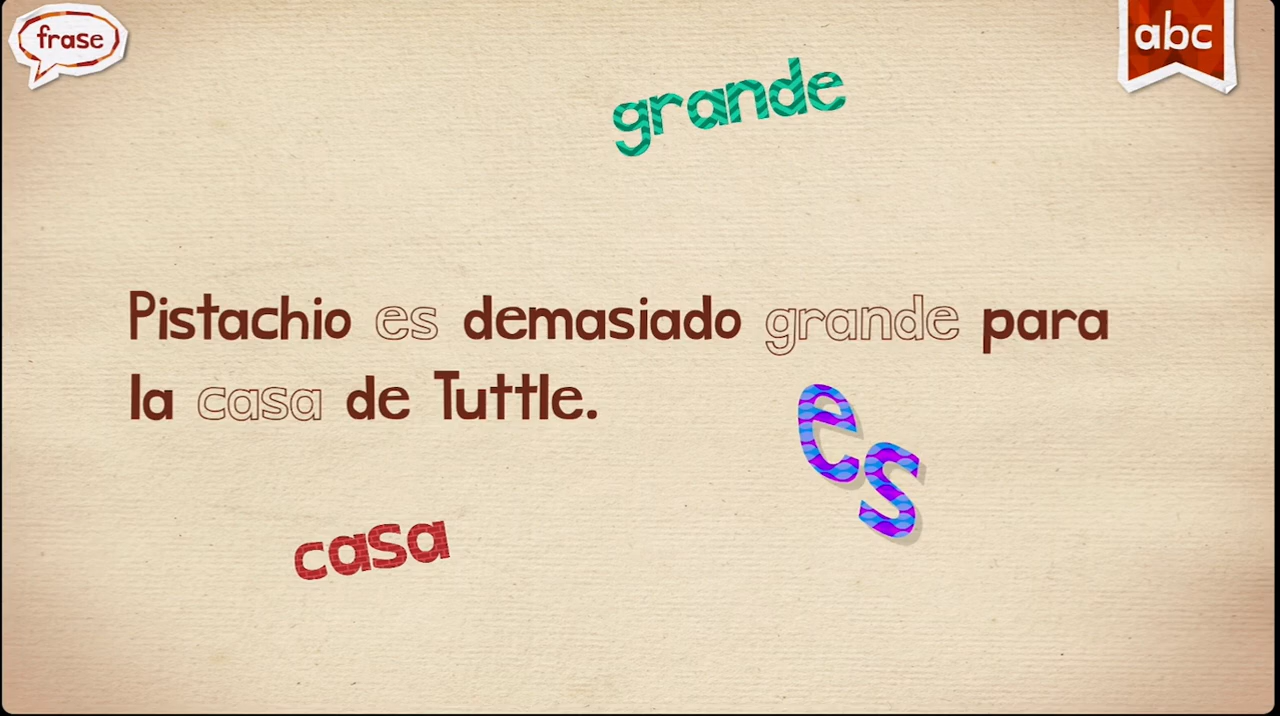 frase
abc
grande
Pistachio es demasiado grande para
la casa de Tuttle.
es
casa